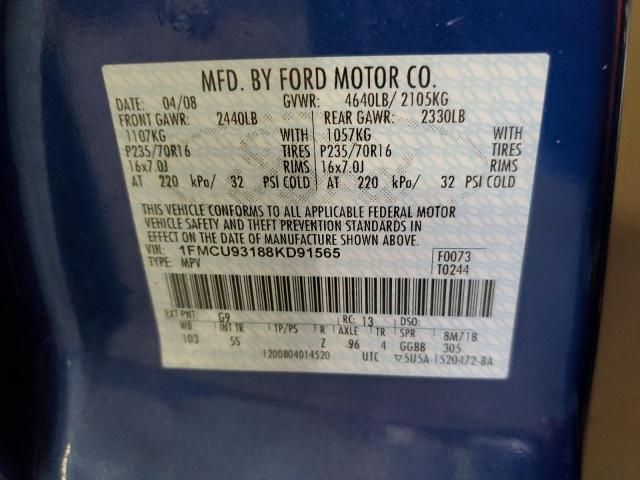 MFD. BY FORD MOTOR CO.
DATE: 04/08 GVWR: 4640LB/ 2105KG
FRONT GAWR: 2440LB REAR GAWR: 2330LB
1107KG WITH 1057KG WITH
P235/70R16 TIRES P235/70R16 TIRES
16x7.0J RIMS 16x7.0J RIMS
AT 220 kPa/ 32 PSI COLD AT 220 kPa/ 32 PSI COLD
THIS VEHICLE CONFORMS TO ALL APPLICABLE FEDERAL MOTOR
VEHICLE SAFETY AND THEFT PREVENTION STANDARDS IN
EFFECT ON THE DATE OF MANUFACTURE SHOWN ABOVE.
VIN: 1FMCU93188KD91565 F0073
TYPE: MPV T0244
EXT PNT: G9 RC: 13 DSO:
WB INT TR TP/PS R AXLE TR SPR 8M71B
103 5S Z 96 4 GGBB 305
1200804014520 UTC ▽5U5A-1520472-BA